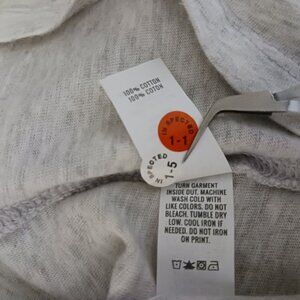 100% COTTON
100% COTON
INSPECTED
1-1
INSPECTED
1-5
TURN GARMENT
INSIDE OUT. MACHINE
WASH COLD WITH
LIKE COLORS. DO NOT
BLEACH. TUMBLE DRY
LOW. COOL IRON IF
NEEDED. DO NOT IRON
ON PRINT.